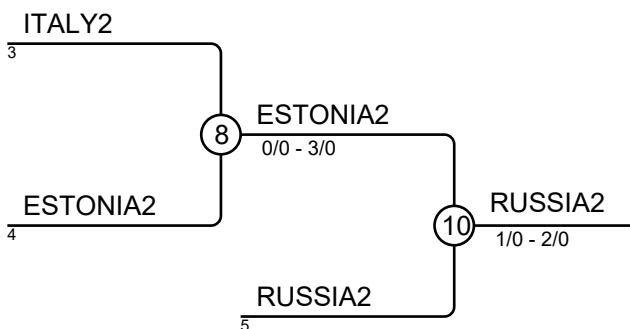 ITALY2
3
8
ESTONIA2
0/0 - 3/0
ESTONIA2
4
10
RUSSIA2
1/0 - 2/0
RUSSIA2
5